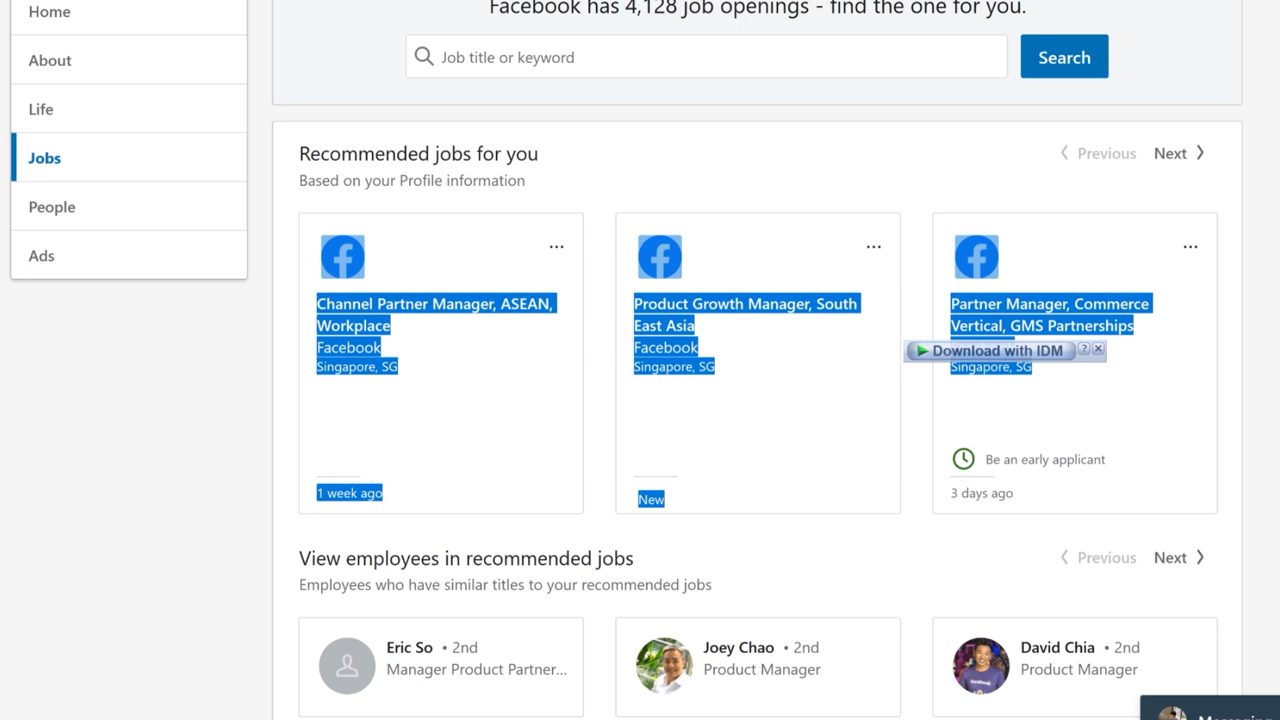 Home
About
Life
Jobs
People
Ads
Facebook has 4,128 job openings - find the one for you.
Job title or keyword
Search
Recommended jobs for you
Previous Next
Based on your Profile information
Channel Partner Manager, ASEAN,
Workplace
Facebook
Singapore, SG
1 week ago
Product Growth Manager, South
East Asia
Facebook
Singapore, SG
New
Partner Manager, Commerce
Vertical, GMS Partnerships
Download with IDM ?
Singapore, SG
Be an early applicant
3 days ago
View employees in recommended jobs
Previous Next
Employees who have similar titles to your recommended jobs
Eric So • 2nd
Manager Product Partner...
Joey Chao • 2nd
Product Manager
David Chia • 2nd
Product Manager